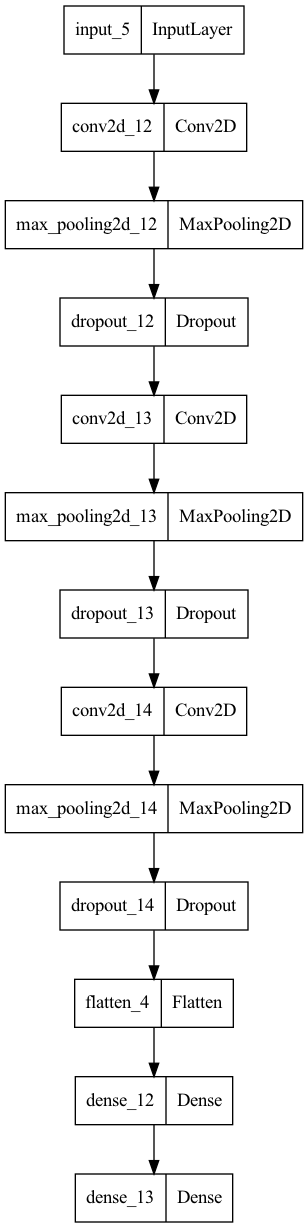 input_5 InputLayer
conv2d_12 Conv2D
max_pooling2d_12 MaxPooling2D
dropout_12 Dropout
conv2d_13 Conv2D
max_pooling2d_13 MaxPooling2D
dropout_13 Dropout
conv2d_14 Conv2D
max_pooling2d_14 MaxPooling2D
dropout_14 Dropout
flatten_4 Flatten
dense_12 Dense
dense_13 Dense